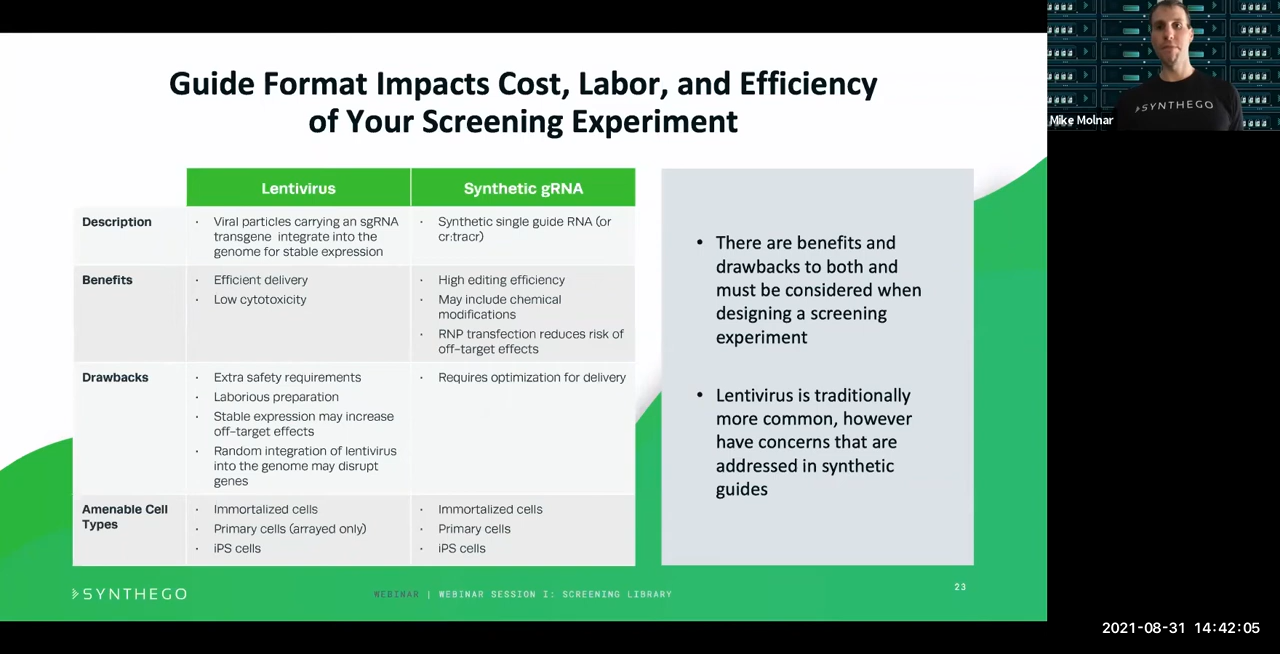 Guide Format Impacts Cost, Labor, and Efficiency
of Your Screening Experiment
Lentivirus
Synthetic gRNA
Description
Viral particles carrying an sgRNA
transgene integrate into the
genome for stable expression
Synthetic single guide RNA (or
cr:tracr)
Benefits
Efficient delivery
Low cytotoxicity
High editing efficiency
May include chemical
modifications
RNP transfection reduces risk of
off-target effects
Drawbacks
Extra safety requirements
Laborious preparation
Stable expression may increase
off-target effects
Random integration of lentivirus
into the genome may disrupt
genes
Requires optimization for delivery
Amenable Cell
Types
Immortalized cells
Primary cells (arrayed only)
iPS cells
Immortalized cells
Primary cells
iPS cells
There are benefits and
drawbacks to both and
must be considered when
designing a screening
experiment
Lentivirus is traditionally
more common, however
have concerns that are
addressed in synthetic
guides
SYNTHEGO
WEBINAR | WEBINAR SESSION I: SCREENING LIBRARY
23
SYNTHEGO
Mike Molnar
2021-08-31 14:42:05